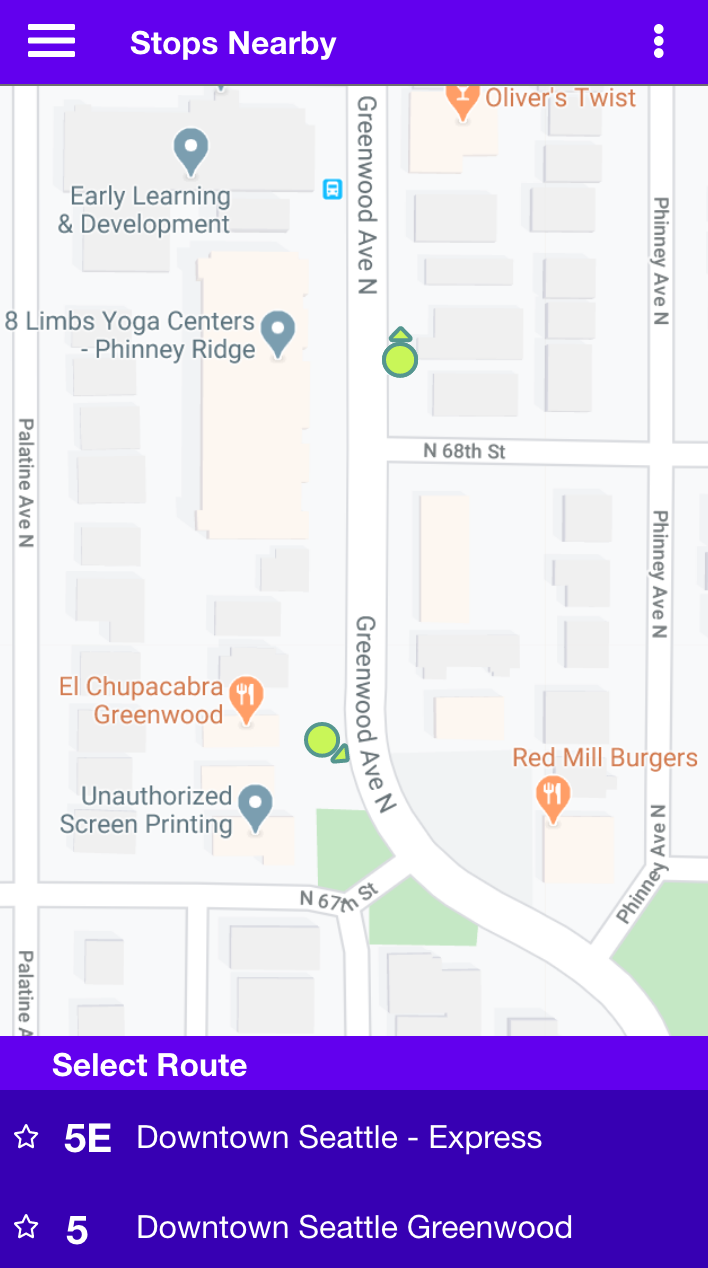 Stops Nearby
Oliver's Twist
Greenwood Ave N
Early Learning
& Development
Phinney Ave N
8 Limbs Yoga Centers
- Phinney Ridge
Palatine Ave N
N 68th St
Phinney Ave N
Greenwood Ave N
El Chupacabra
Greenwood
Red Mill Burgers
Unauthorized
Screen Printing
Phinney Ave N
N 67th St
Palatine A
Select Route
5E Downtown Seattle - Express
5 Downtown Seattle Greenwood